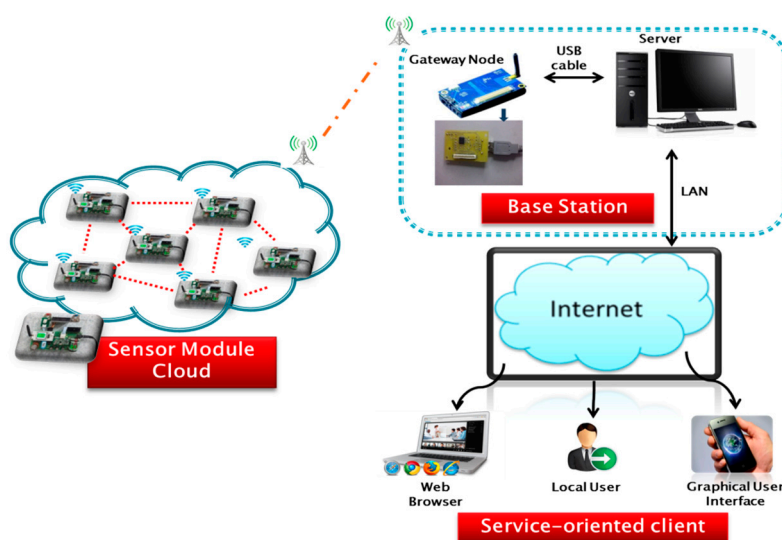 Server
Gateway Node
USB
cable
Base Station
LAN
Internet
Sensor Module
Cloud
Web
Browser
Local User
Graphical User
Interface
Service-oriented client